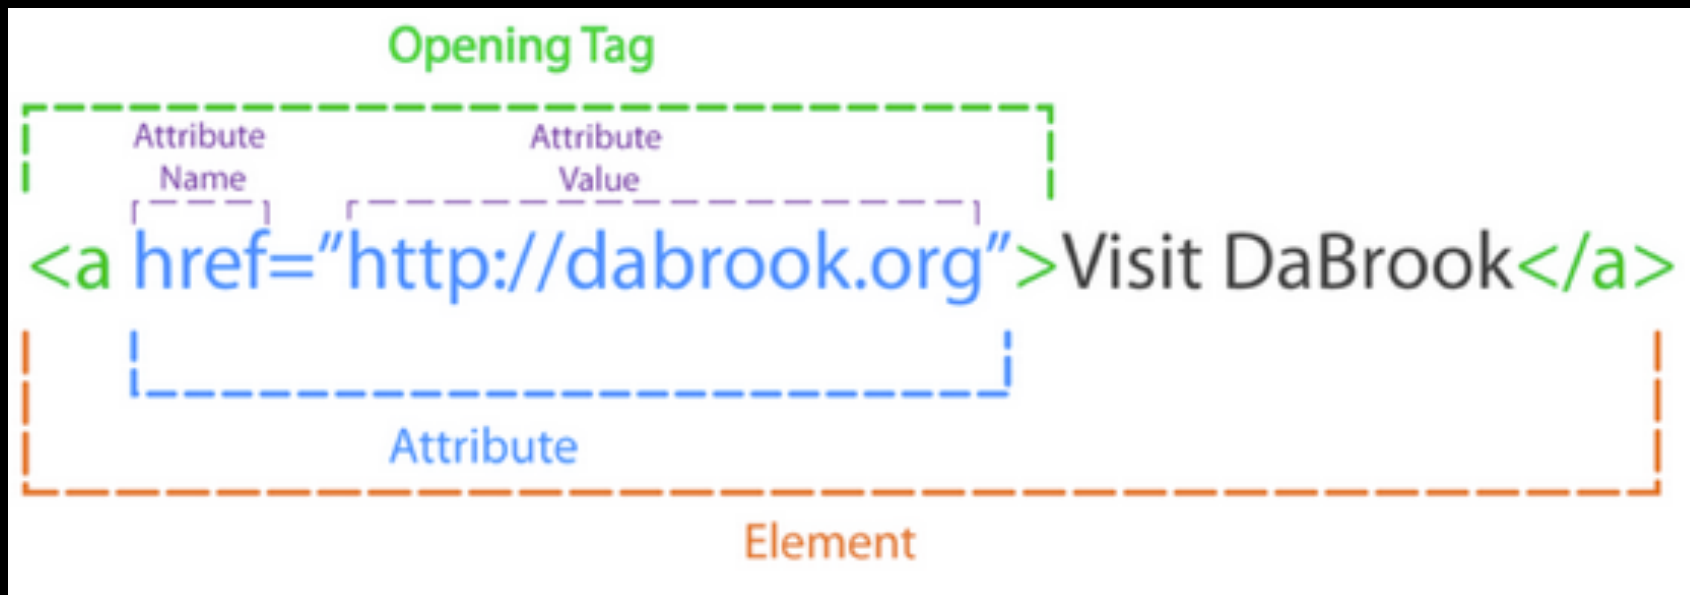 Opening Tag
Attribute Name
Attribute Value
<a href=”http://dabrook.org”>Visit DaBrook</a>
Attribute
Element